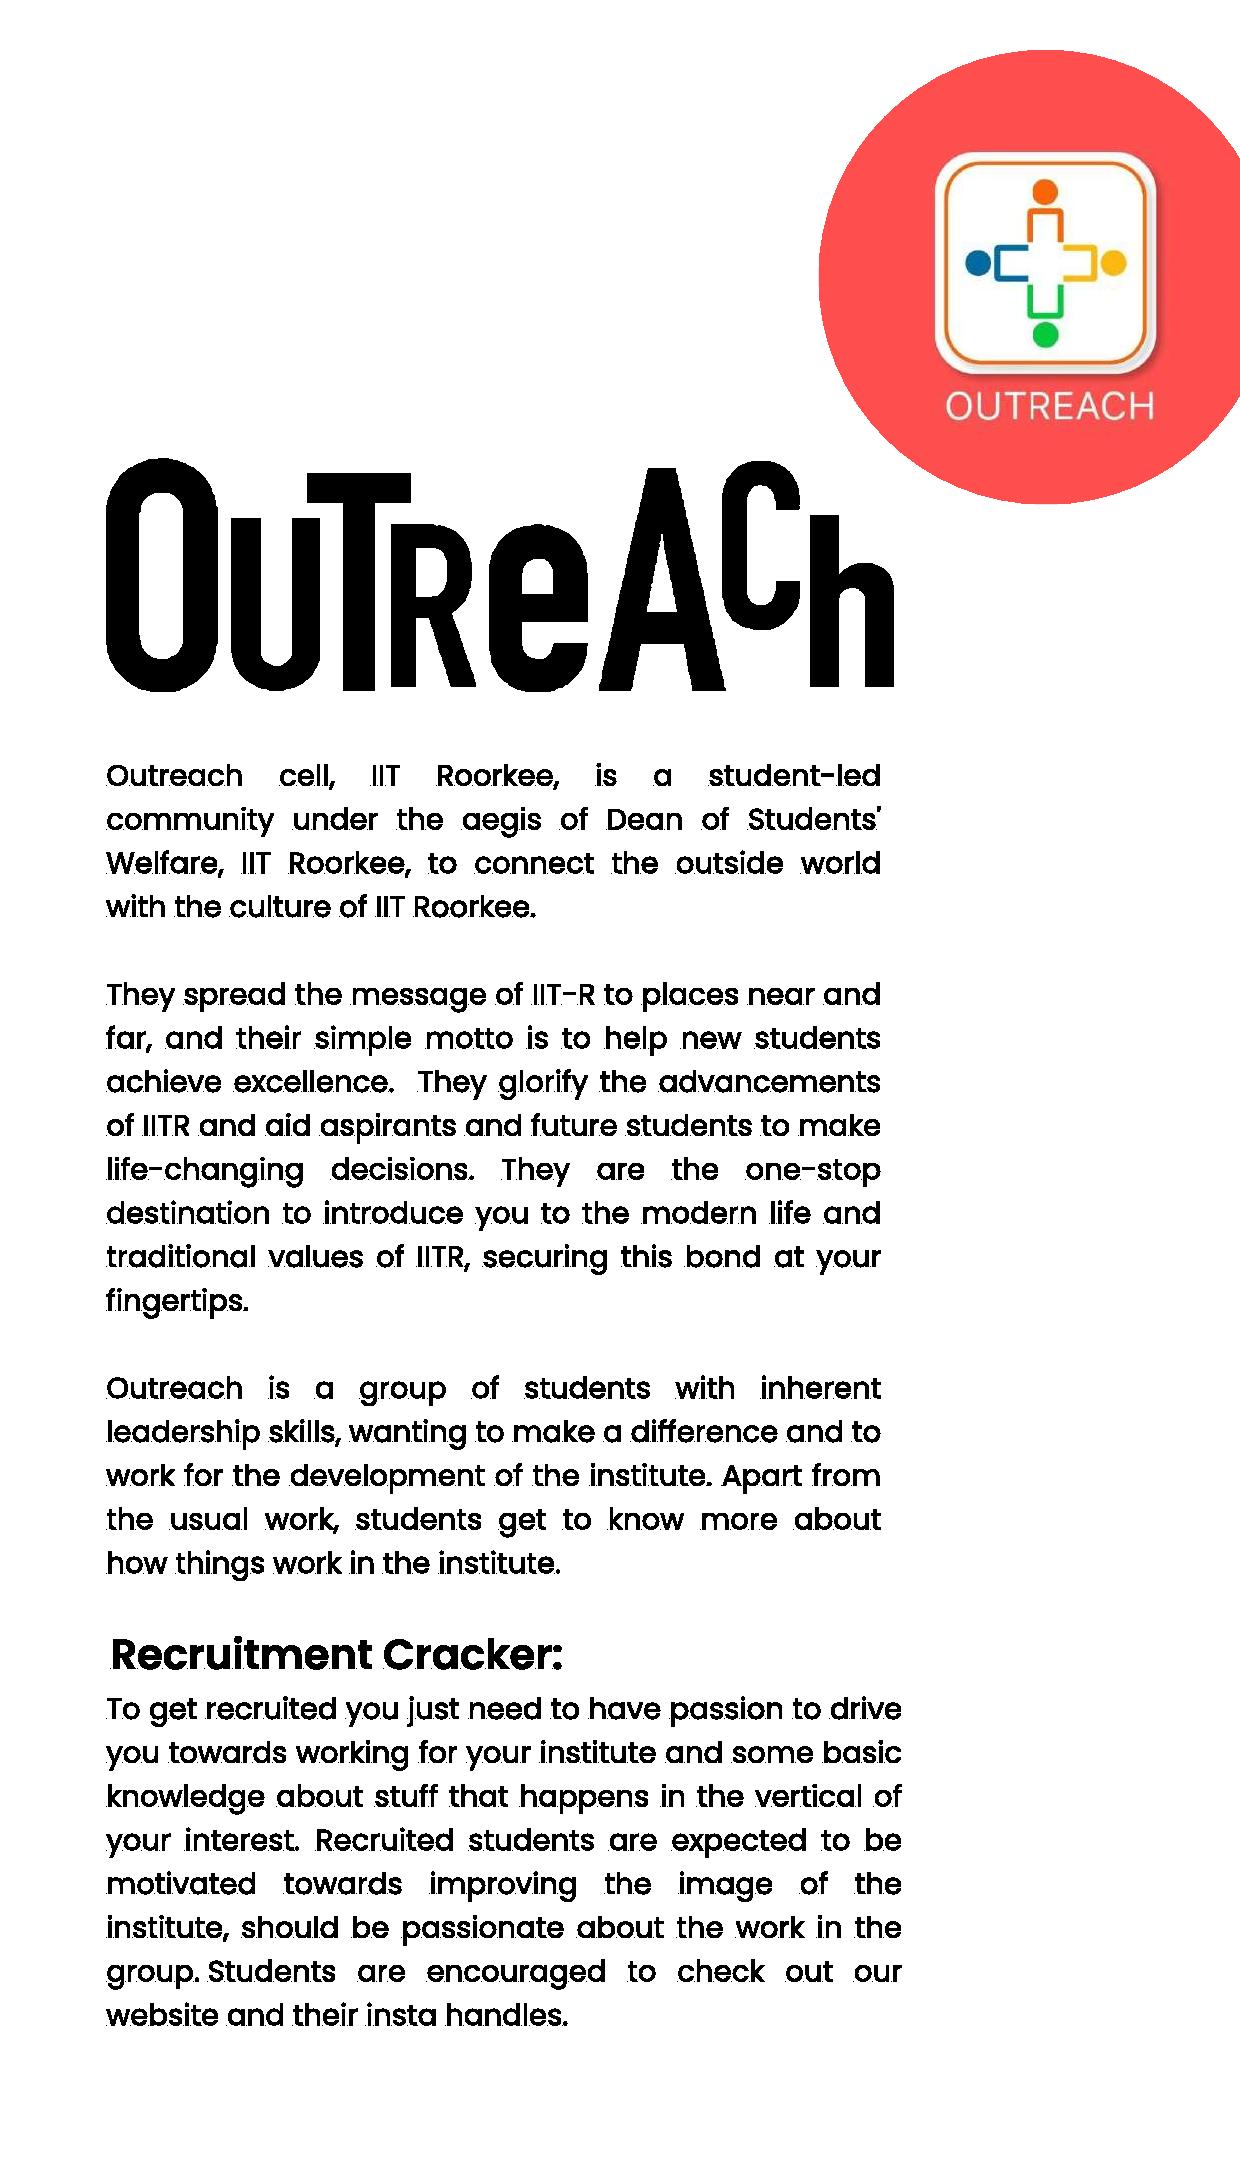 OUTREACH
OuTReACh
Outreach cell, IIT Roorkee, is a student-led
community under the aegis of Dean of Students'
Welfare, IIT Roorkee, to connect the outside world
with the culture of IIT Roorkee.
They spread the message of IIT-R to places near and
far, and their simple motto is to help new students
achieve excellence. They glorify the advancements
of IITR and aid aspirants and future students to make
life-changing decisions. They are the one-stop
destination to introduce you to the modern life and
traditional values of IITR, securing this bond at your
fingertips.
Outreach is a group of students with inherent
leadership skills, wanting to make a difference and to
work for the development of the institute. Apart from
the usual work, students get to know more about
how things work in the institute.
Recruitment Cracker:
To get recruited you just need to have passion to drive
you towards working for your institute and some basic
knowledge about stuff that happens in the vertical of
your interest. Recruited students are expected to be
motivated towards improving the image of the
institute, should be passionate about the work in the
group. Students are encouraged to check out our
website and their insta handles.